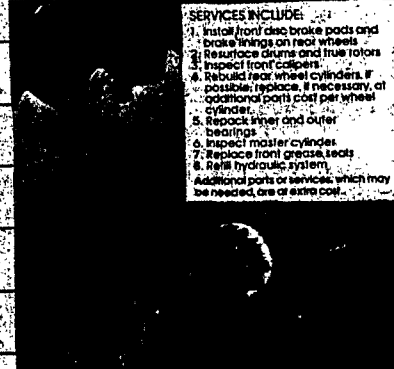 SERVICES INCLUDE:
1. Install front disc brake pads and
brake linings on rear wheels
2. Resurface drums and true rotors
3. Inspect front calipers
4. Rebuild rear wheel cylinders, if
possible; replace, if necessary, at
additional parts cost per wheel
cylinder.
5. Repack inner and outer
bearings
6. Inspect master cylinder
7. Replace front grease seals
8. Refill hydraulic system
Additional parts or services, which may
be needed, are at extra cost.